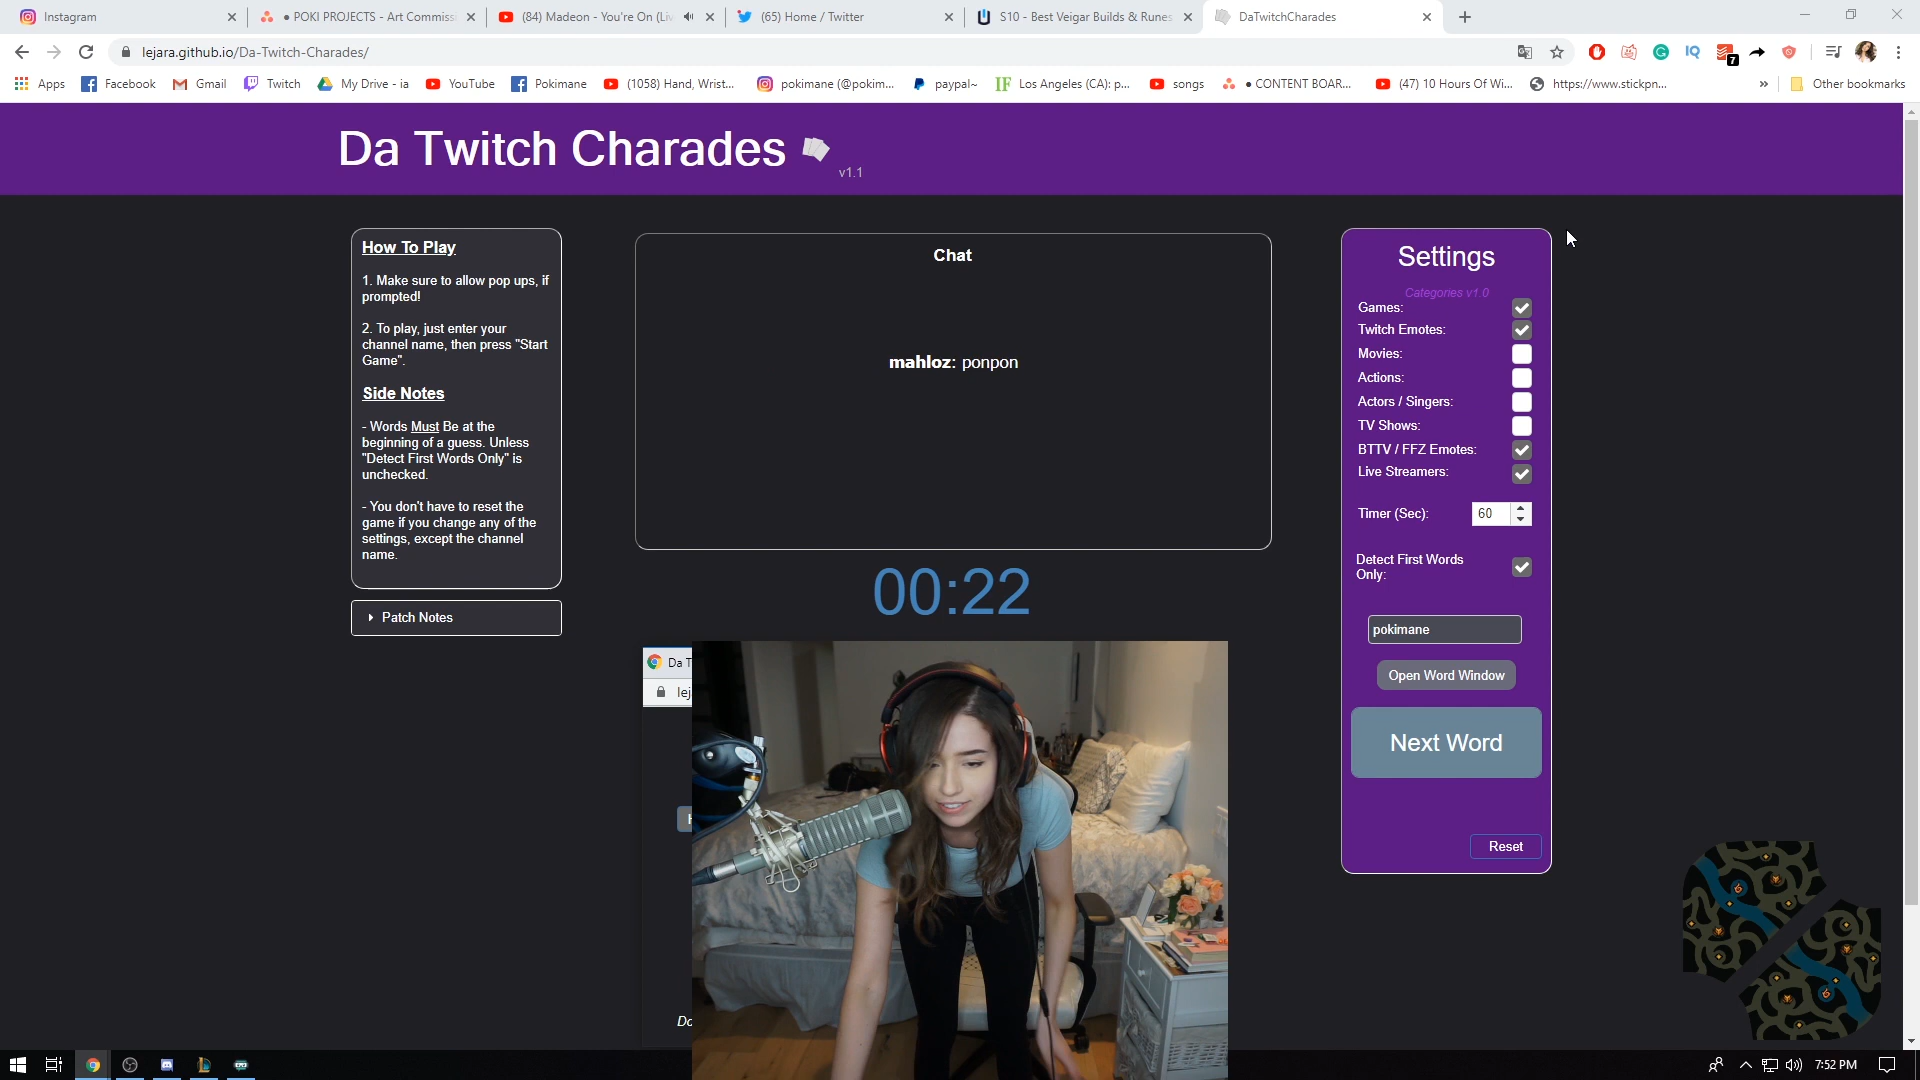 Instagram
● POKI PROJECTS - Art Commiss
(84) Madeon - You're On (Liv
(65) Home / Twitter
S10 - Best Veigar Builds & Runes
DaTwitchCharades
lejara.github.io/Da-Twitch-Charades/
7
Apps
Facebook
Gmail
Twitch
My Drive - ia
YouTube
Pokimane
(1058) Hand, Wrist...
pokimane (@pokim...
paypal~
IF Los Angeles (CA): p...
songs
● CONTENT BOAR...
(47) 10 Hours Of Wi...
https://www.stickpn...
»
Other bookmarks
Da Twitch Charades
v1.1
How To Play
1. Make sure to allow pop ups, if
prompted!
2. To play, just enter your
channel name, then press "Start
Game".
Side Notes
- Words Must Be at the
beginning of a guess. Unless
"Detect First Words Only" is
unchecked.
- You don't have to reset the
game if you change any of the
settings, except the channel
name.
Patch Notes
Chat
mahloz: ponpon
00:22
Da T
lej
Do
Settings
Categories v1.0
Games:
Twitch Emotes:
Movies:
Actions:
Actors / Singers:
TV Shows:
BTTV / FFZ Emotes:
Live Streamers:
Timer (Sec):
60
Detect First Words
Only:
pokimane
Open Word Window
Next Word
Reset
7:52 PM